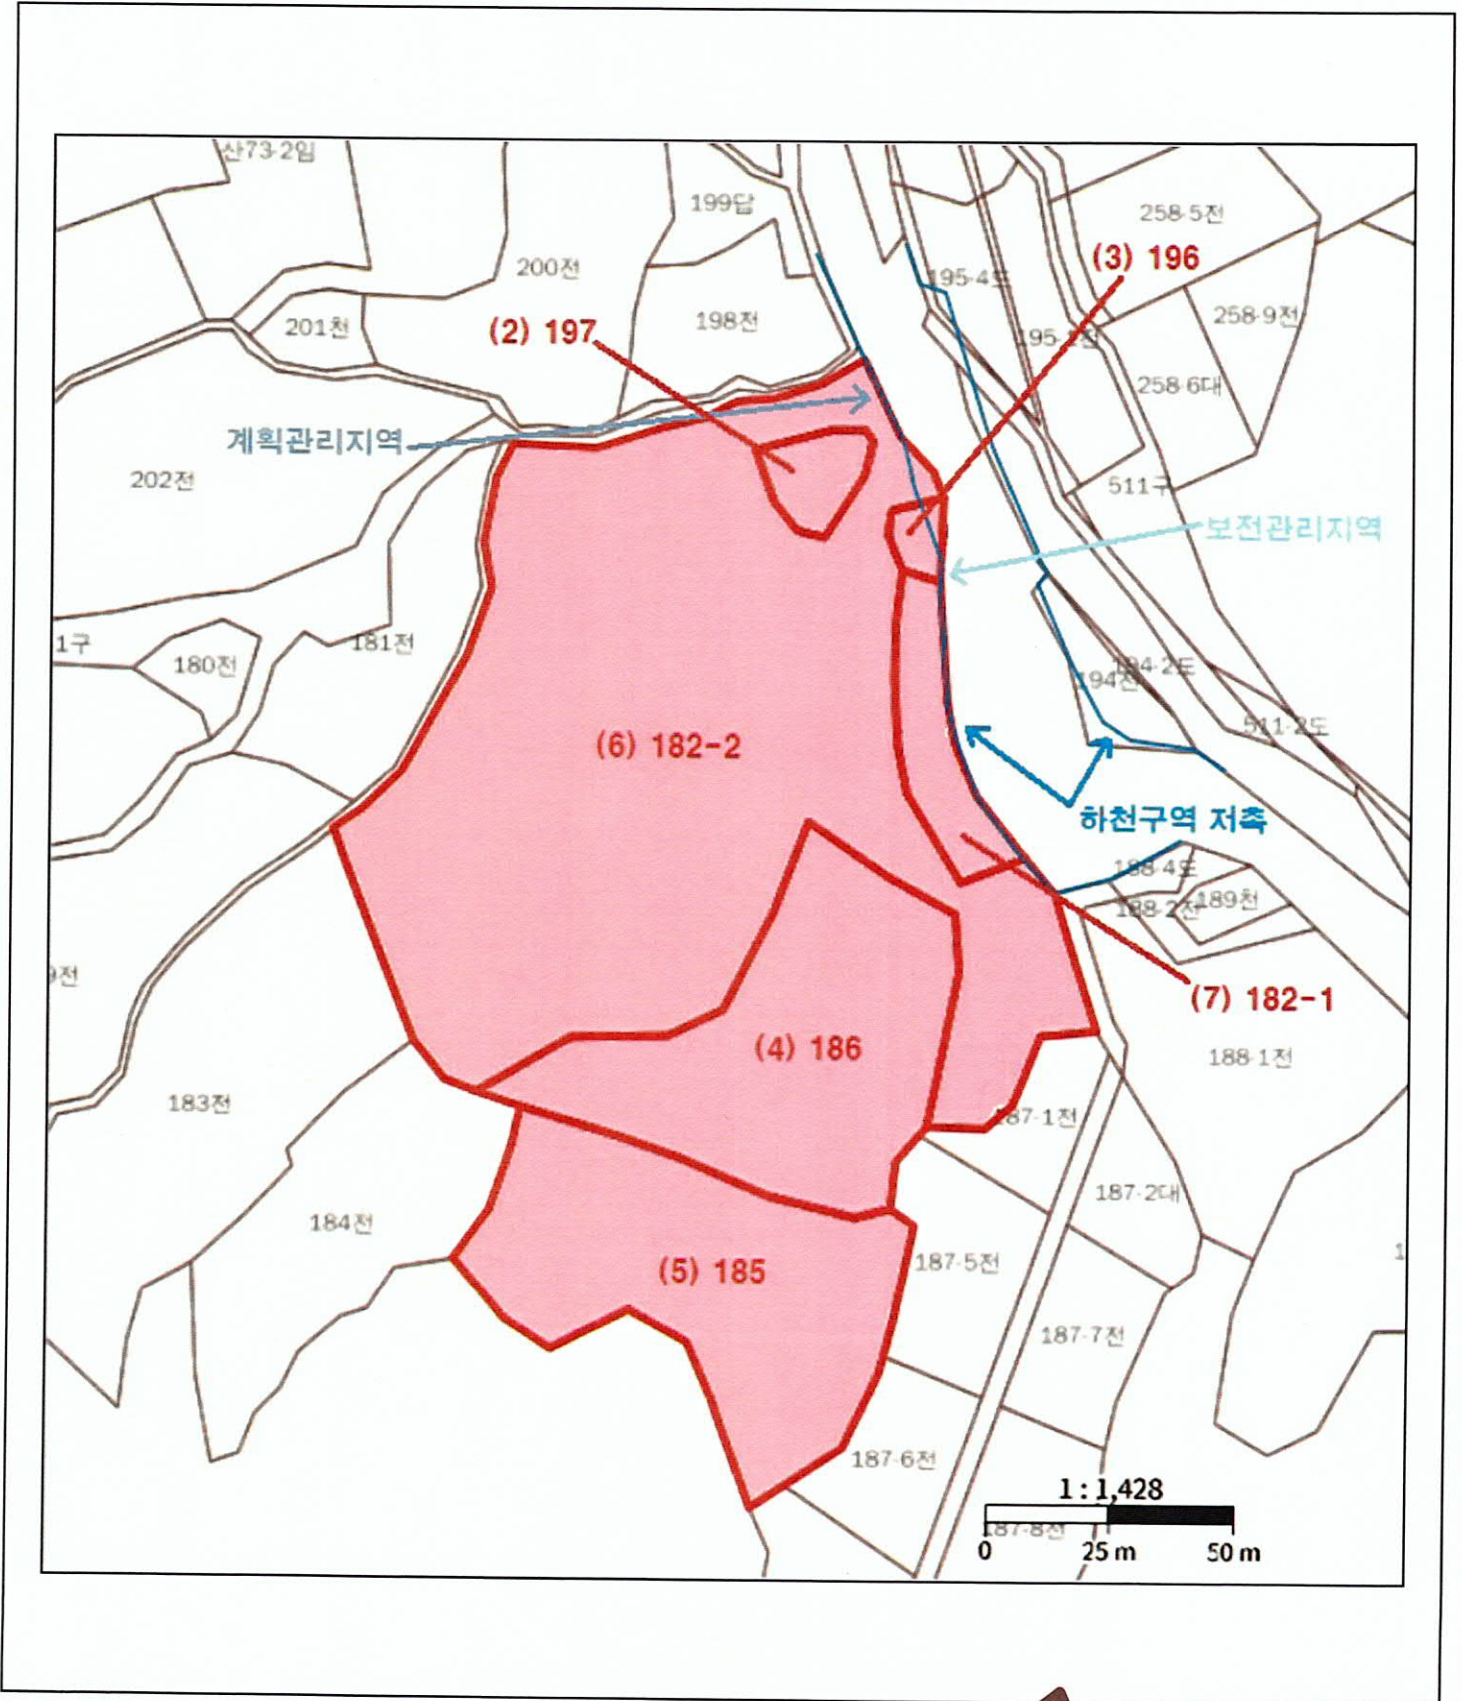 산73-2임
199답
258-5전
(3) 196
200전
195-4도
201천
(2) 197
198전
258-9전
258-6대
계획관리지역
202전
511구
보전관리지역
1구
180전
181전
194-2도
194전
511-2도
(6) 182-2
하천구역 저촉
188-4도
189천
188-2전
9전
(7) 182-1
(4) 186
188-1전
183전
187-1전
187-2대
184전
187-5전
(5) 185
187-7전
187-6전
1 : 1,428
187-8전
0 25 m 50 m